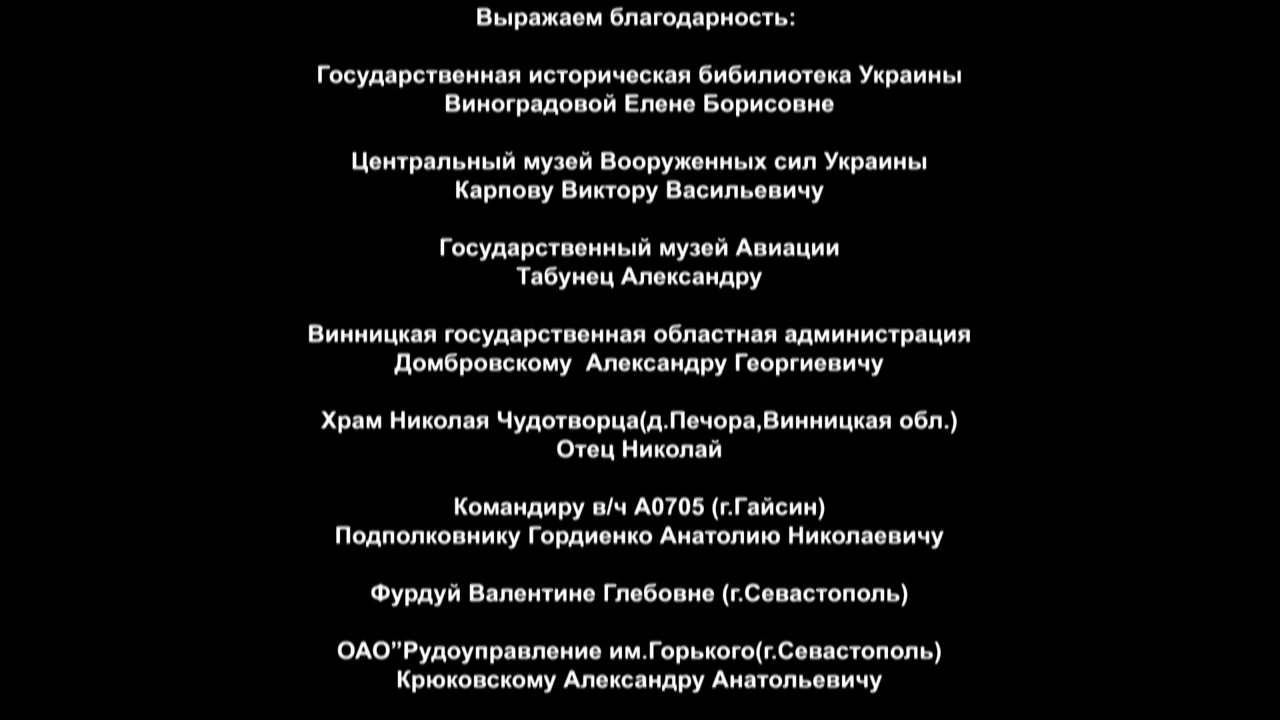 Выражаем благодарность:
Государственная историческая бибилиотека Украины
Виноградовой Елене Борисовне
Центральный музей Вооруженных сил Украины
Карпову Виктору Васильевичу
Государственный музей Авиации
Табунец Александру
Винницкая государственная областная администрация
Домбровскому  Александру Георгиевичу
Храм Николая Чудотворца(д.Печора,Винницкая обл.)
Отец Николай
Командиру в/ч А0705 (г.Гайсин)
Подполковнику Гордиенко Анатолию Николаевичу
Фурдуй Валентине Глебовне (г.Севастополь)
ОАО”Рудоуправление им.Горького(г.Севастополь)
Крюковскому Александру Анатольевичу